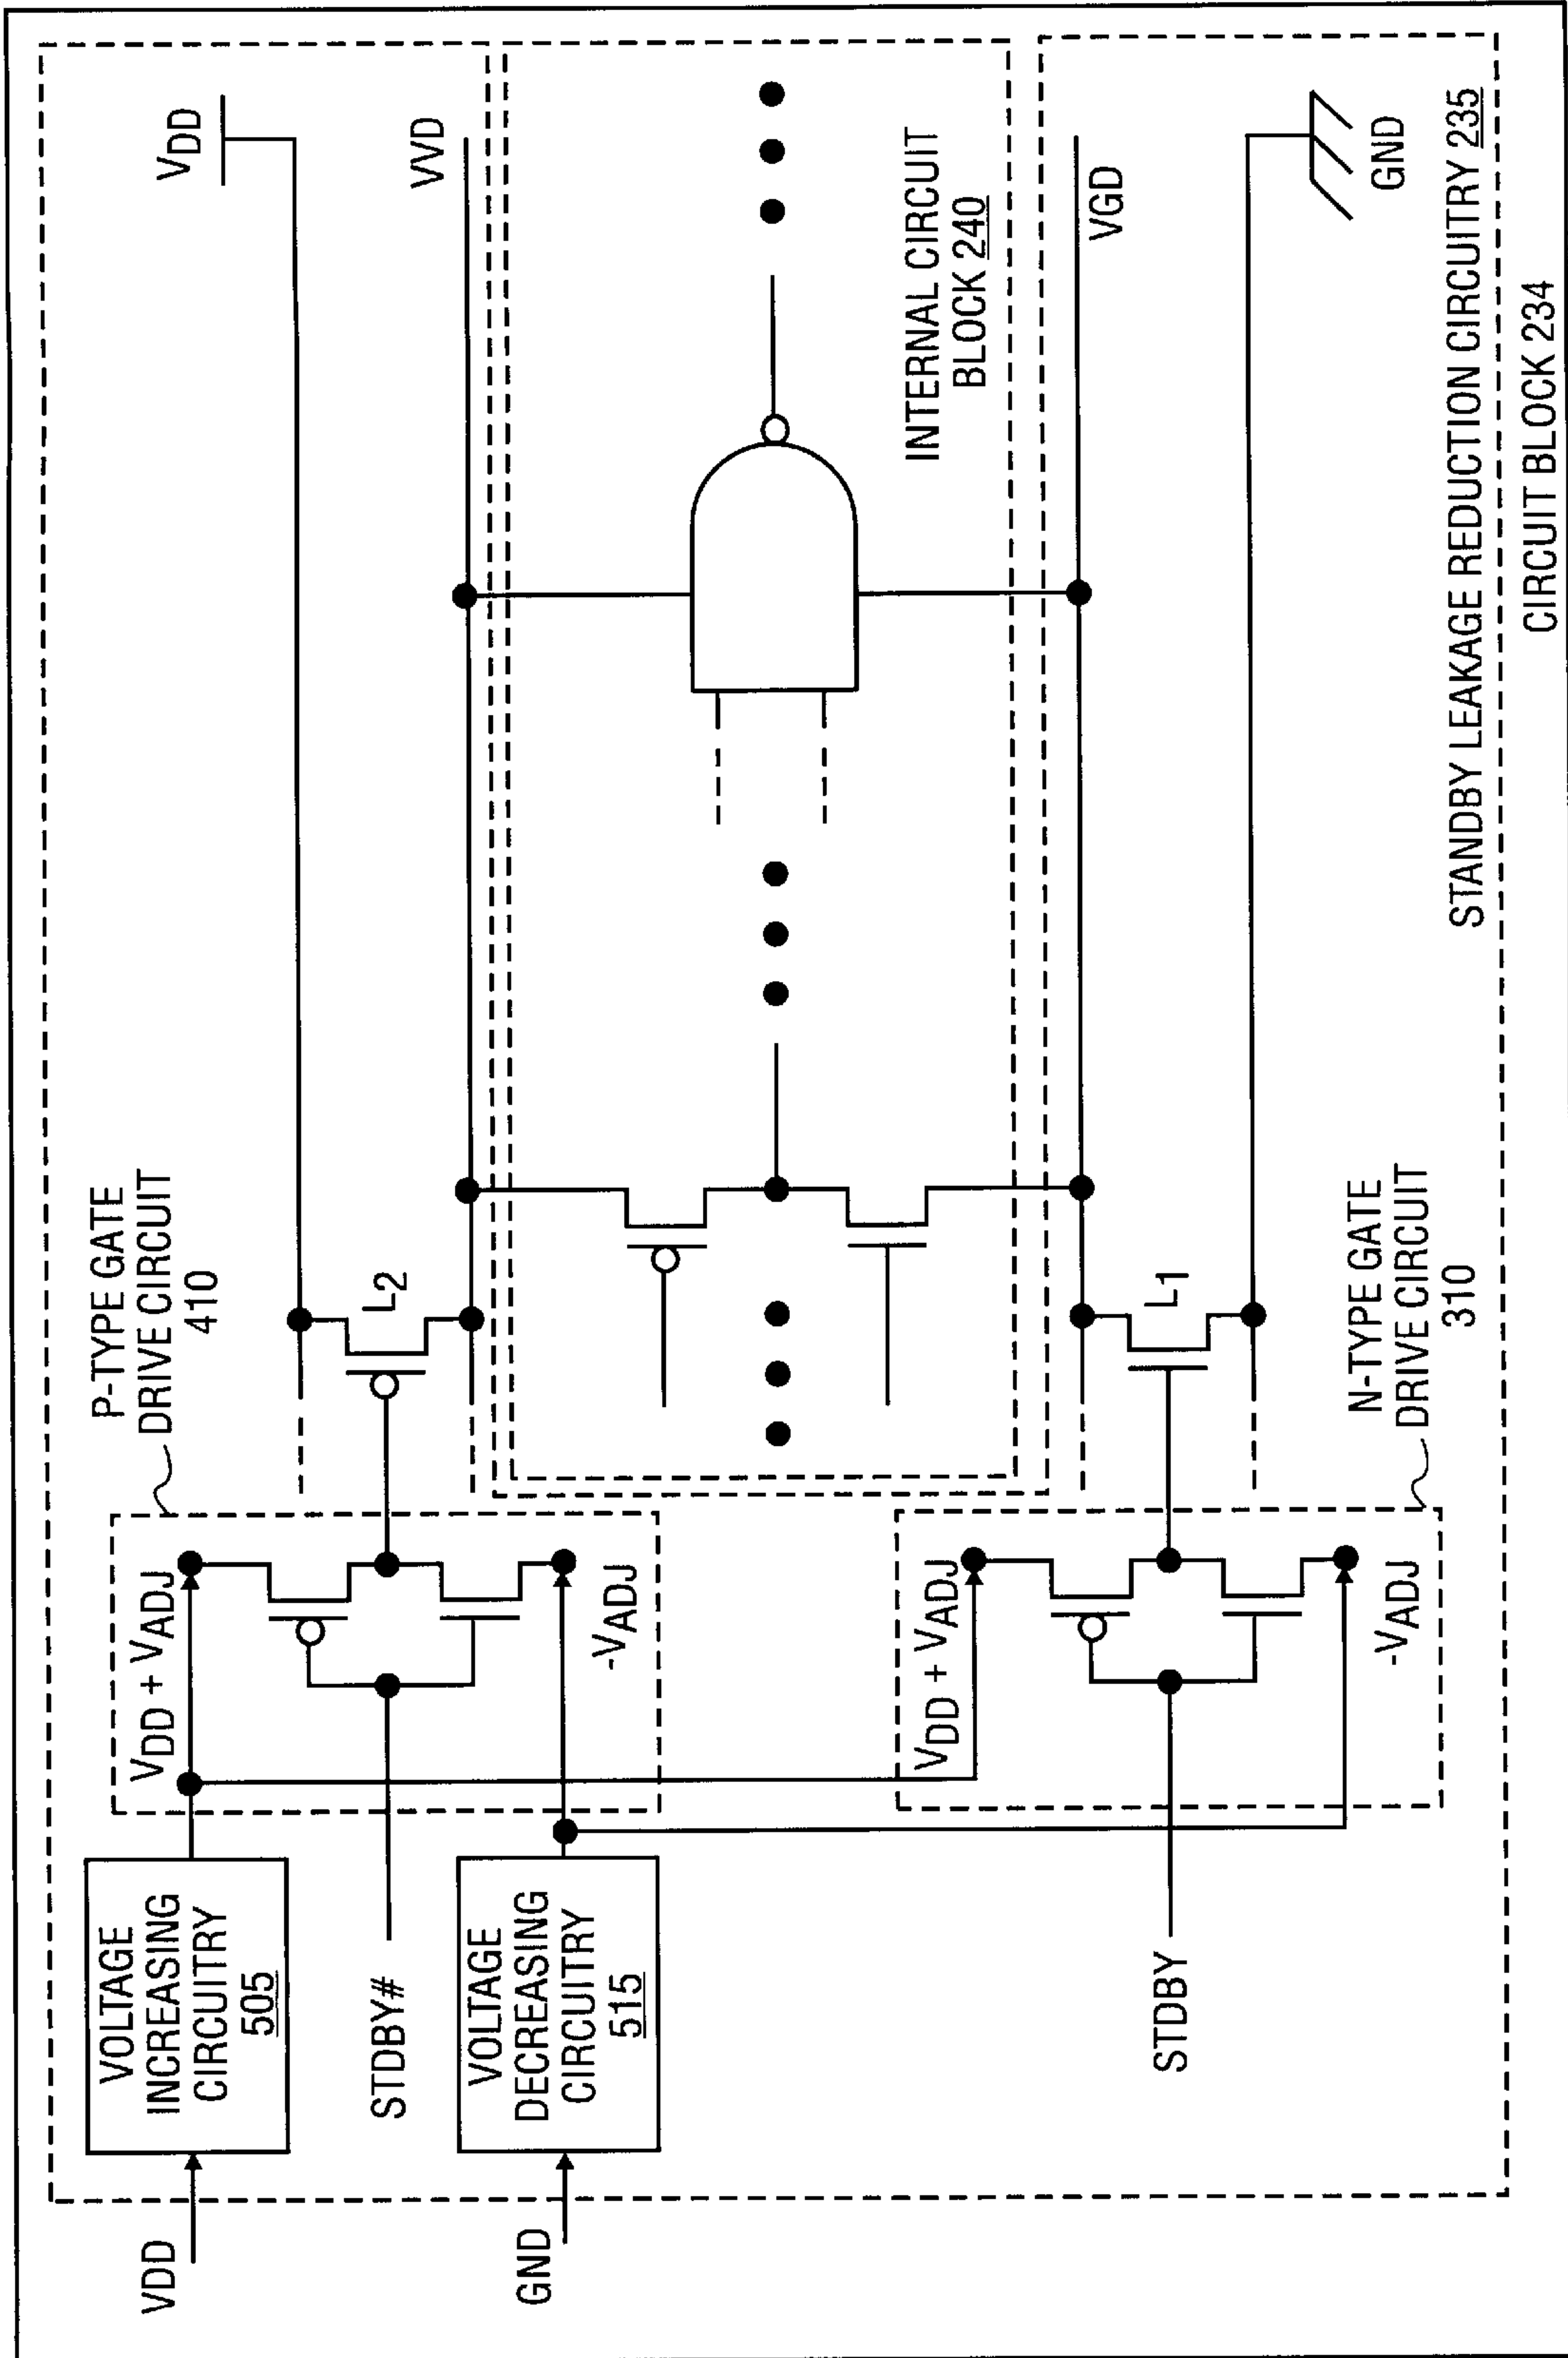 VDD
VOLTAGE
INCREASING
CIRCUITRY
505
VDD + VADJ
P-TYPE GATE
DRIVE CIRCUIT
410
L2
VDD
VVD
STDBY#
GND
VOLTAGE
DECREASING
CIRCUITRY
515
-VADJ
INTERNAL CIRCUIT
BLOCK 240
VGD
VDD + VADJ
STDBY
-VADJ
L1
N-TYPE GATE
DRIVE CIRCUIT
310
GND
STANDBY LEAKAGE REDUCTION CIRCUITRY 235
CIRCUIT BLOCK 234